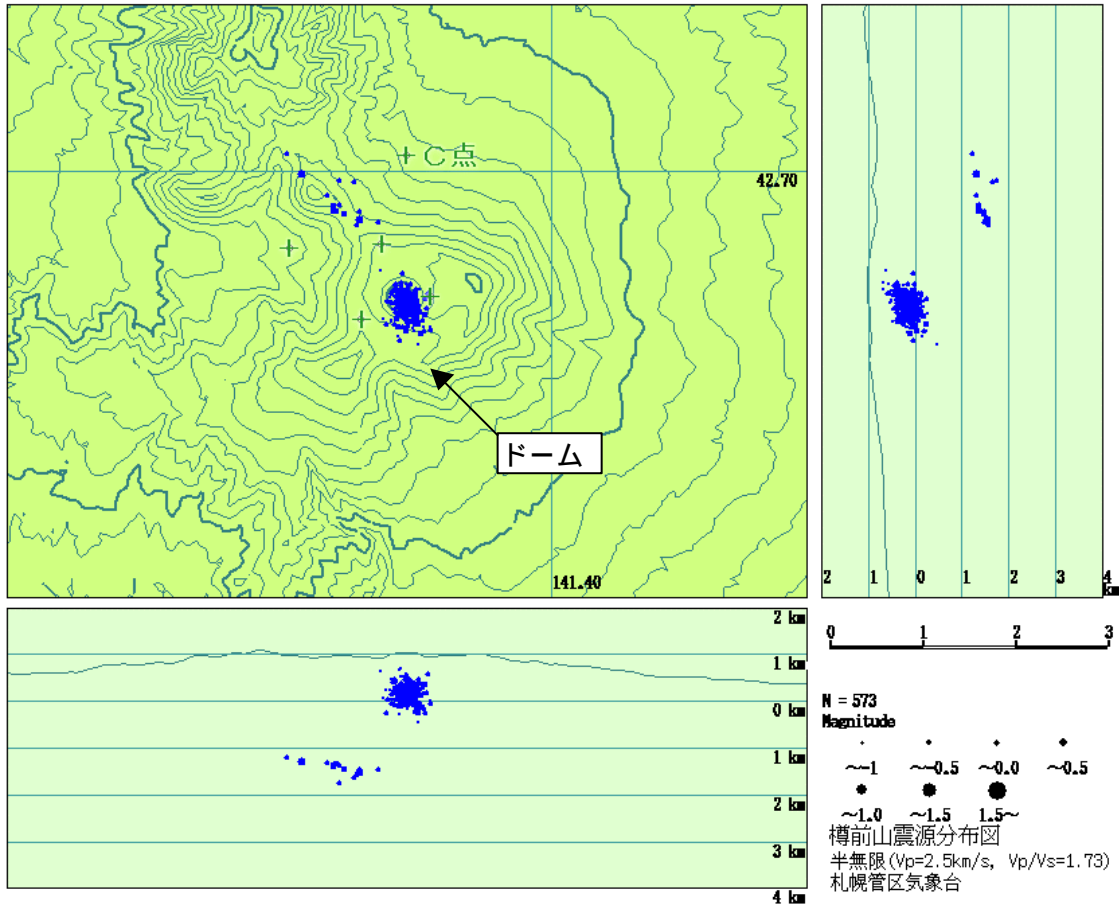 C点
42.70
ドーム
141.40
2 1 0 1 2 3 4
km
2 km
1 km
0 km
1 km
2 km
3 km
4 km
0 1 2 3
N = 573
Magnitude
~-1 ~-0.5 ~0.0 ~0.5
~1.0 ~1.5 1.5~
樽前山震源分布図
半無限(Vp=2.5km/s, Vp/Vs=1.73)
札幌管区気象台